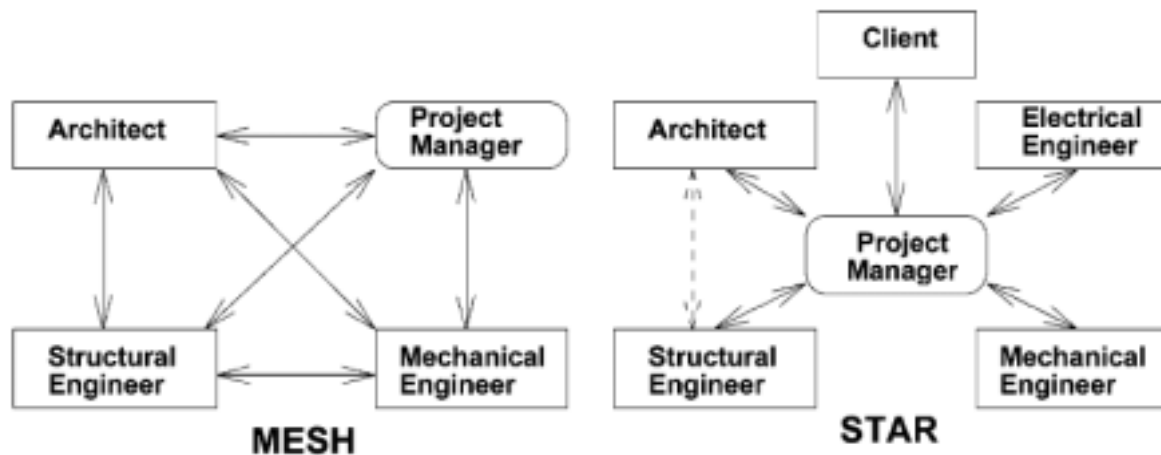 Client
Architect
Project
Manager
Architect
Electrical
Engineer
Project
Manager
Structural
Engineer
Mechanical
Engineer
Structural
Engineer
Mechanical
Engineer
MESH
STAR